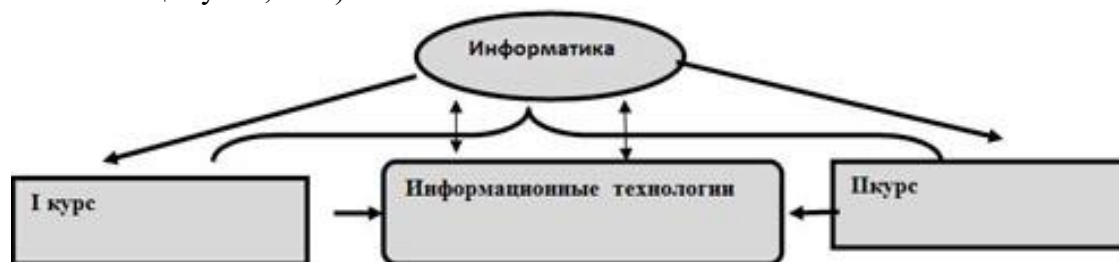 Информатика
I курс
Информационные технологии
IIкурс